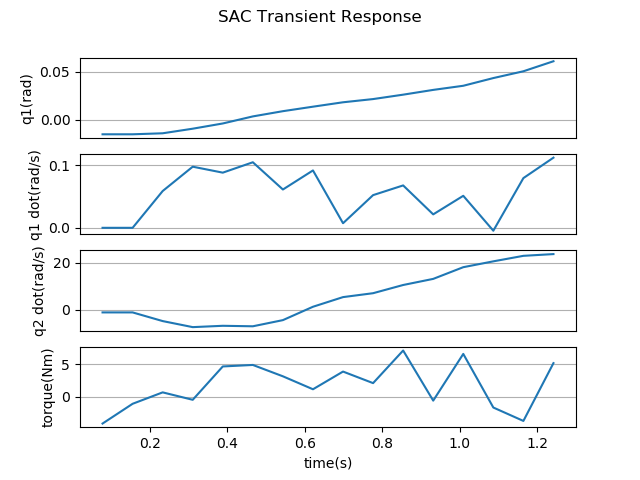 SAC Transient Response
q1(rad)
0.05
0.00
q1 dot(rad/s)
0.1
0.0
q2 dot(rad/s)
20
0
torque(Nm)
5
0
0.2 0.4 0.6 0.8 1.0 1.2
time(s)